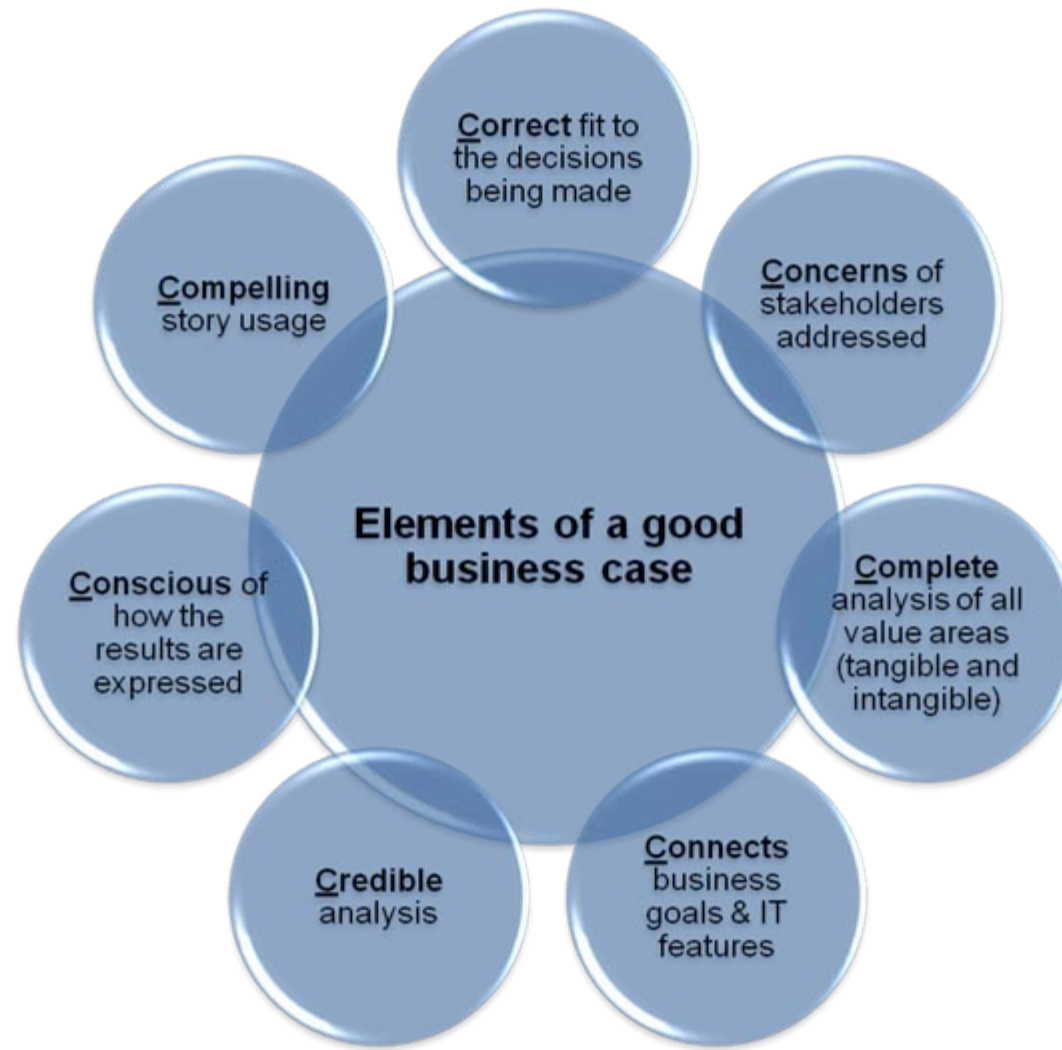 Correct fit to
the decisions
being made
Concerns of
stakeholders
addressed
Complete
analysis of all
value areas
(tangible and
intangible)
Connects
business
goals & IT
features
Credible
analysis
Conscious of
how the
results are
expressed
Compelling
story usage
Elements of a good
business case